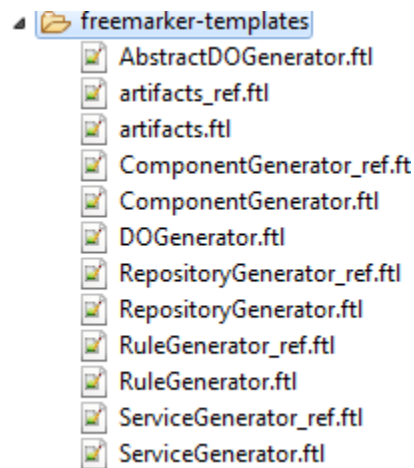 freemarker-templates
AbstractDOGenerator.ftl
artifacts_ref.ftl
artifacts.ftl
ComponentGenerator_ref.ft
ComponentGenerator.ftl
DOGenerator.ftl
RepositoryGenerator_ref.ftl
RepositoryGenerator.ftl
RuleGenerator_ref.ftl
RuleGenerator.ftl
ServiceGenerator_ref.ftl
ServiceGenerator.ftl